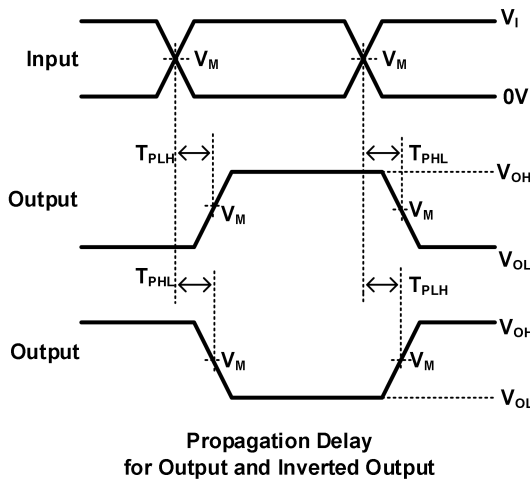 V_I
Input
V_M
V_M
0V
T_PLH
T_PHL
V_OH
Output
V_M
V_M
V_OL
T_PHL
T_PLH
V_OH
Output
V_M
V_M
V_OL
Propagation Delay
for Output and Inverted Output